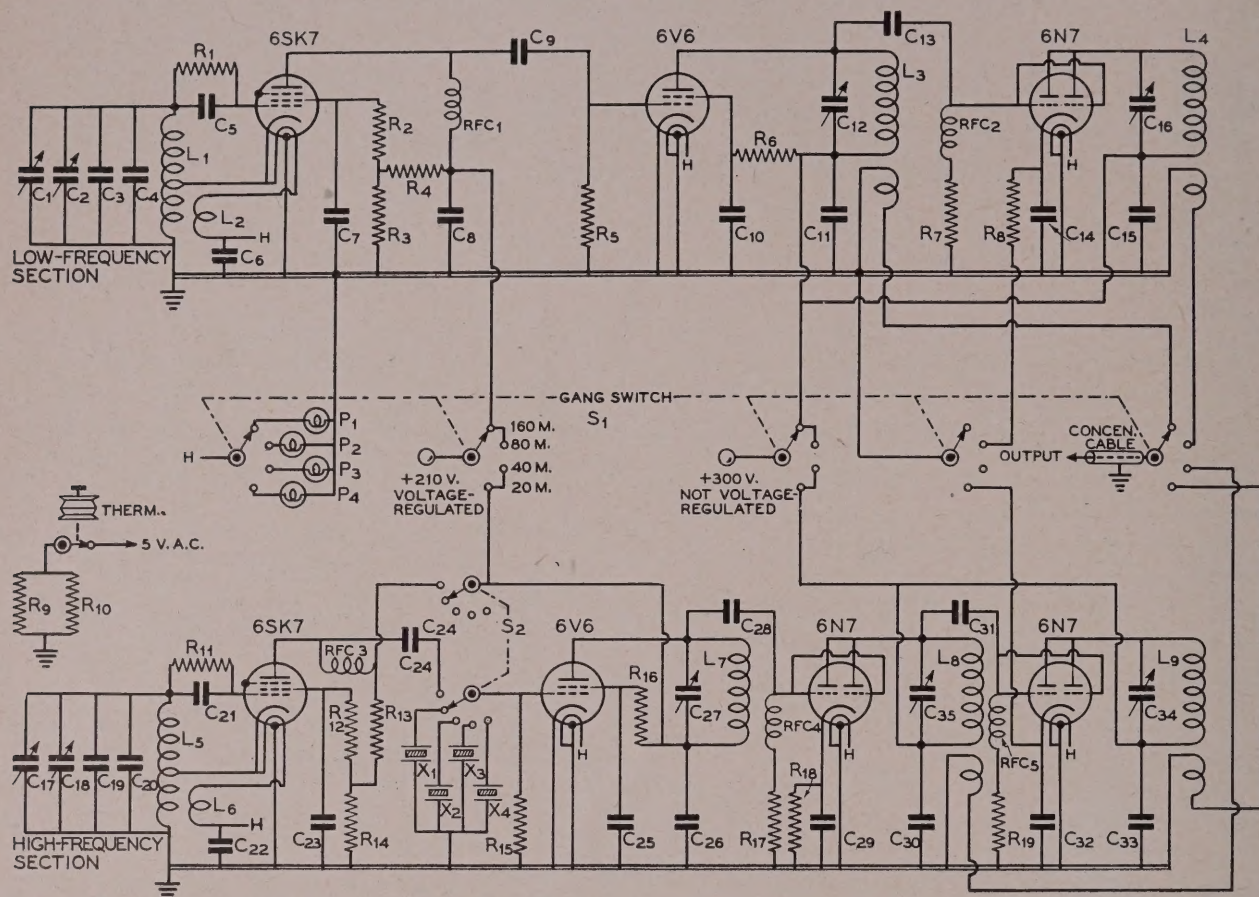 6SK7
6V6
6N7
L4
R1
C9
C13
L3
C5
RFC1
RFC2
C12
C16
R2
R6
L1
R4
H
H
H
C1
C2
C3
C4
L2
H
C7
R3
C8
R5
C10
C11
R7
R8
C14
C15
C6
LOW-FREQUENCY
SECTION
GANG SWITCH
S1
P1
160 M.
CONCEN.
CABLE
P2
80 M.
H
OUTPUT
P3
+210 V.
VOLTAGE-
REGULATED
40 M.
+300 V.
NOT VOLTAGE-
REGULATED
P4
20 M.
THERM.
5 V. A.C.
R9
R10
6SK7
C24
S2
6V6
C28
6N7
C31
6N7
R11
RFC 3
C24
L7
L8
L9
R16
C21
R12
R13
C27
RFC4
C35
RFC5
C34
L5
X1
X3
H
H
H
C17
C18
C19
C20
L6
H
X2
X4
R18
C23
R14
R15
C25
C26
R17
C29
C30
R19
C32
C33
C22
HIGH-FREQUENCY
SECTION